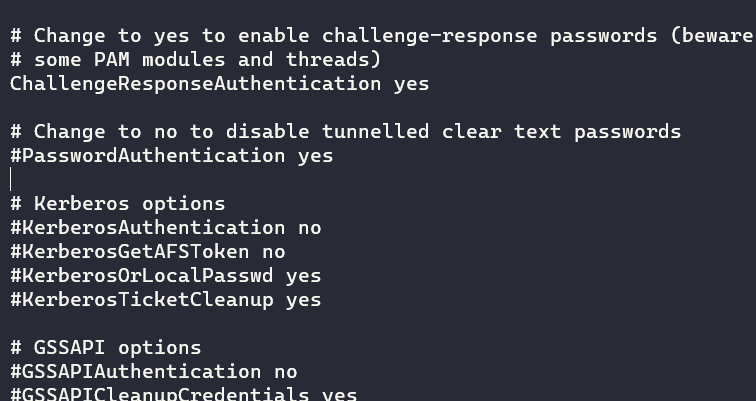 # Change to yes to enable challenge-response passwords (beware
# some PAM modules and threads)
ChallengeResponseAuthentication yes
# Change to no to disable tunnelled clear text passwords
#PasswordAuthentication yes
# Kerberos options
#KerberosAuthentication no
#KerberosGetAFSToken no
#KerberosOrLocalPasswd yes
#KerberosTicketCleanup yes
# GSSAPI options
#GSSAPIAuthentication no
#GSSAPICleanupCredentials yes